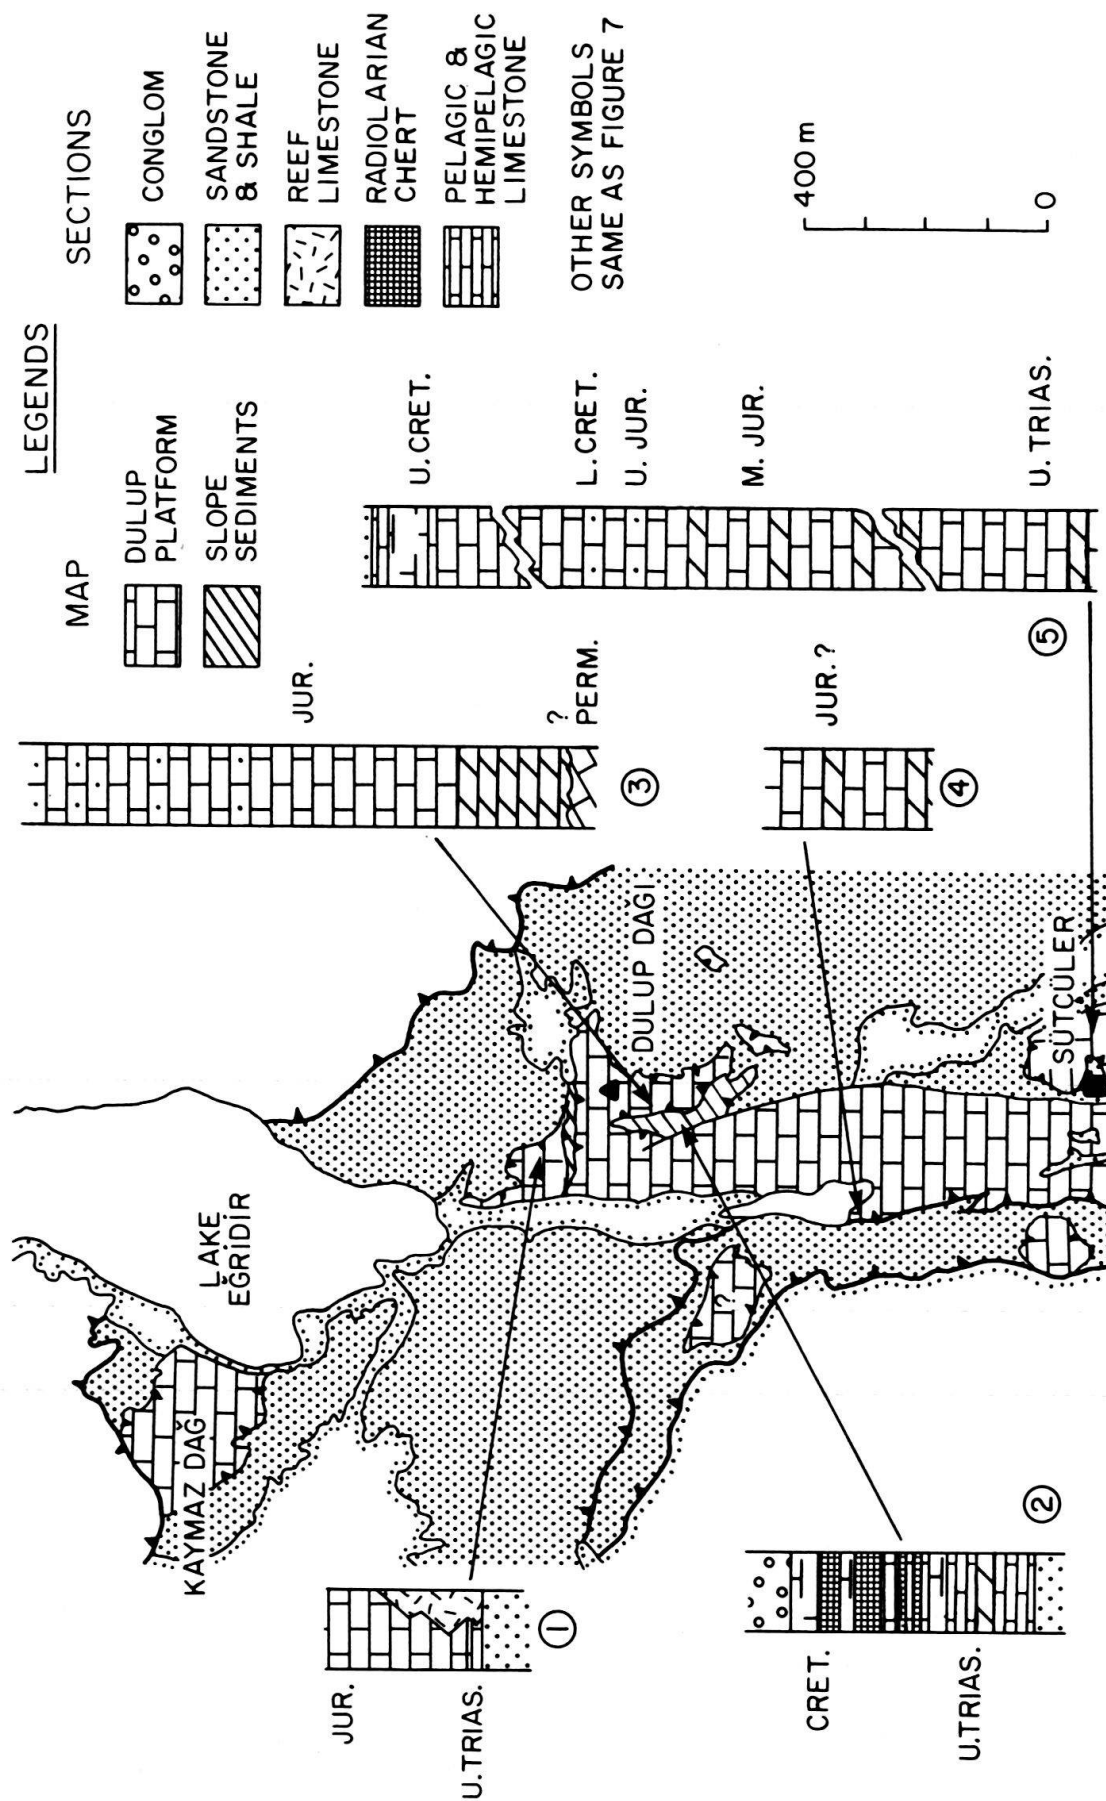 LEGENDS
MAP
DULUP
PLATFORM
SLOPE
SEDIMENTS
SECTIONS
CONGLOM
SANDSTONE
& SHALE
REEF
LIMESTONE
RADIOLARIAN
CHERT
PELAGIC &
HEMIPELAGIC
LIMESTONE
OTHER SYMBOLS
SAME AS FIGURE 7
400 m
0
JUR.
?
PERM.
3
U. CRET.
L. CRET.
U. JUR.
M. JUR.
U. TRIAS.
5
JUR. ?
4
KAYMAZ DAĞ
LAKE
EĞRIDIR
DULUP DAĞI
?
SÜTÇÜLER
JUR.
U.TRIAS.
1
CRET.
U.TRIAS.
2